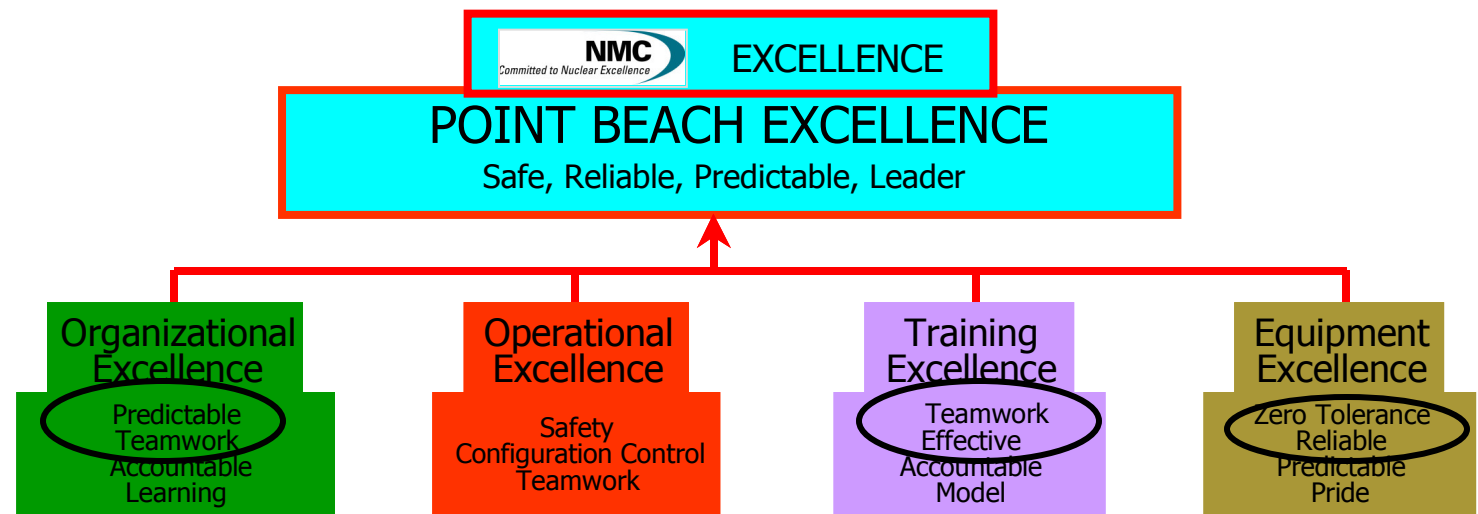 NMC
Committed to Nuclear Excellence
EXCELLENCE
POINT BEACH EXCELLENCE
Safe, Reliable, Predictable, Leader
Organizational
Excellence
Predictable
Teamwork
Accountable
Learning
Operational
Excellence
Safety
Configuration Control
Teamwork
Training
Excellence
Teamwork
Effective
Accountable
Model
Equipment
Excellence
Zero Tolerance
Reliable
Predictable
Pride